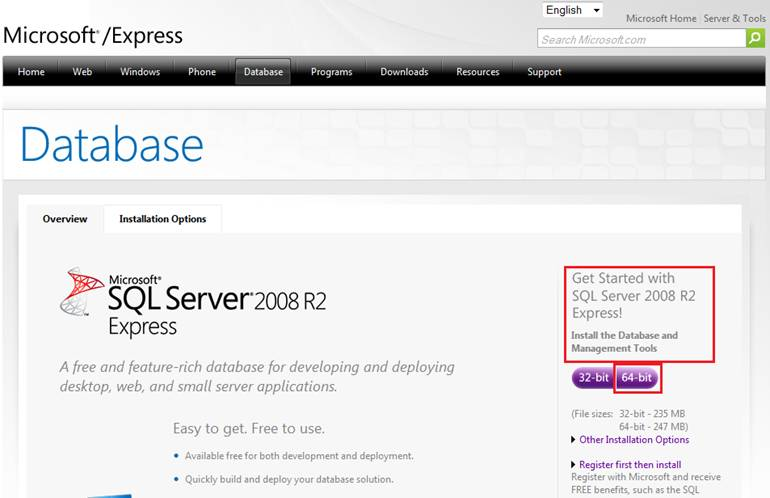 English
Microsoft Home Server & Tools
Microsoft®/Express
Search Microsoft.com
Home Web Windows Phone Database Programs Downloads Resources Support
Database
Overview Installation Options
Microsoft®
SQL Server® 2008 R2
Express
A free and feature-rich database for developing and deploying
desktop, web, and small server applications.
Easy to get. Free to use.
Available free for both development and deployment.
Quickly build and deploy your database solution.
Get Started with
SQL Server 2008 R2
Express!
Install the Database and
Management Tools
32-bit 64-bit
(File sizes: 32-bit - 235 MB
64-bit - 247 MB)
Other Installation Options
Register first then install
Register with Microsoft and receive
FREE benefits, such as the SQL